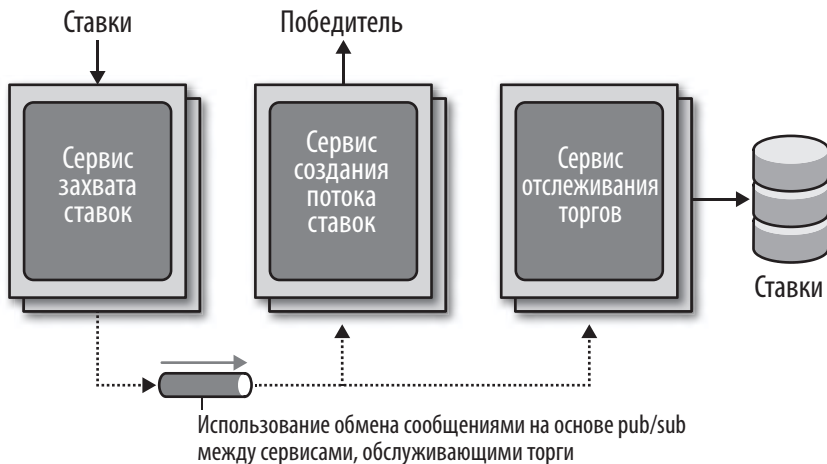 Ставки
Победитель
Сервис
захвата
ставок
Сервис
создания
потока
ставок
Сервис
отслеживания
торгов
Ставки
Использование обмена сообщениями на основе pub/sub
между сервисами, обслуживающими торги